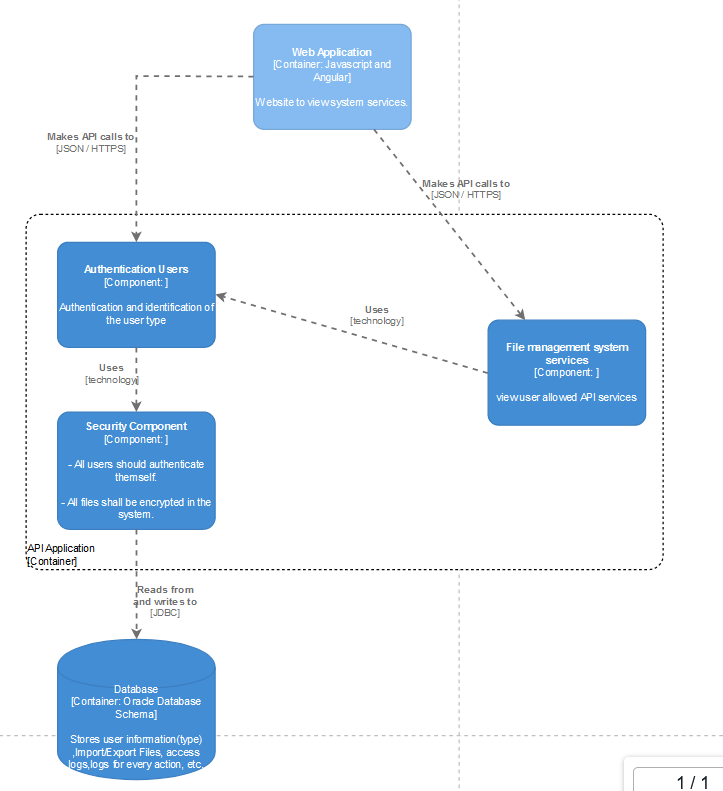 Web Application
[Container: Javascript and
Angular]
Website to view system services.
Makes API calls to
[JSON / HTTPS]
Makes API calls to
[JSON / HTTPS]
Authentication Users
[Component: ]
Authentication and identification of
the user type
Uses
[technology]
File management system
services
[Component: ]
view user allowed API services
Uses
[technology]
Security Component
[Component: ]
- All users should authenticate
themself.
- All files shall be encrypted in the
system.
API Application
[Container]
Reads from
and writes to
[JDBC]
Database
[Container: Oracle Database
Schema]
Stores user information(type)
,Import/Export Files, access
logs,logs for every action, etc.
1 / 1